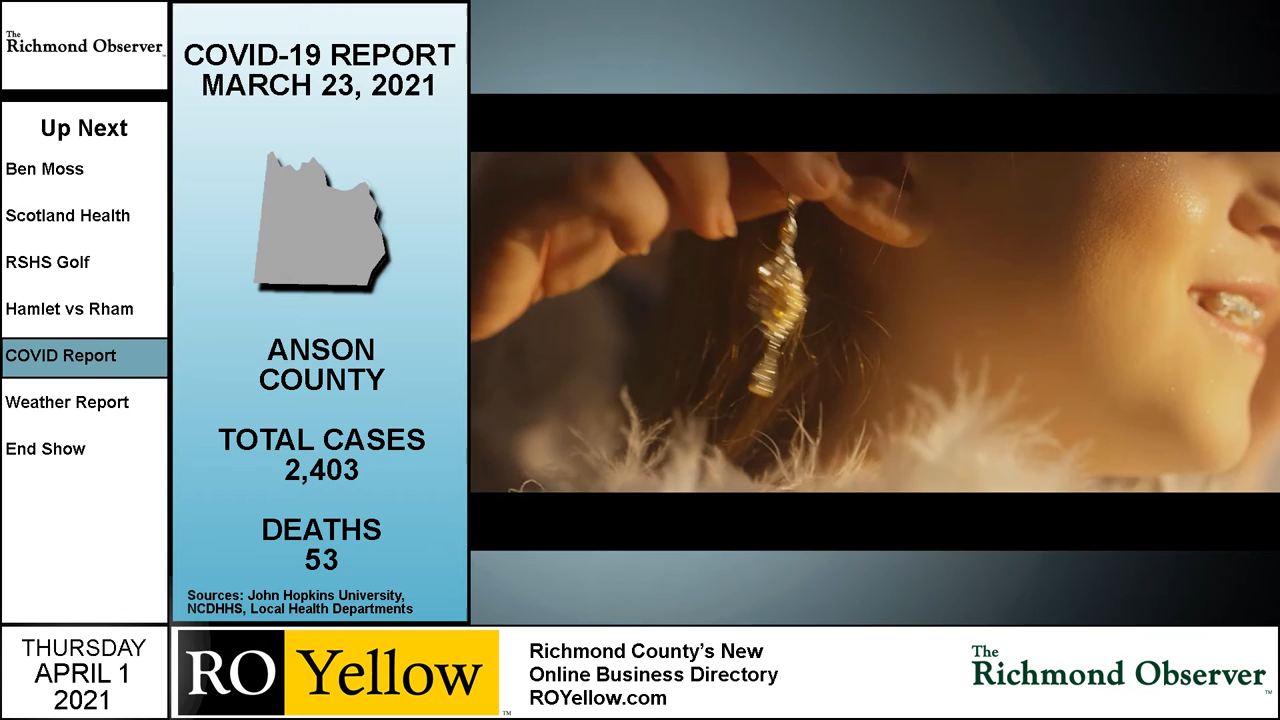 The
Richmond Observer
Up Next
Ben Moss
Scotland Health
RSHS Golf
Hamlet vs Rham
COVID Report
Weather Report
End Show
THURSDAY
APRIL 1
2021
COVID-19 REPORT
MARCH 23, 2021
ANSON
COUNTY
TOTAL CASES
2,403
DEATHS
53
Sources: John Hopkins University,
NCDHHS, Local Health Departments
RO Yellow TM
Richmond County's New
Online Business Directory
ROYellow.com
The
Richmond Observer TM